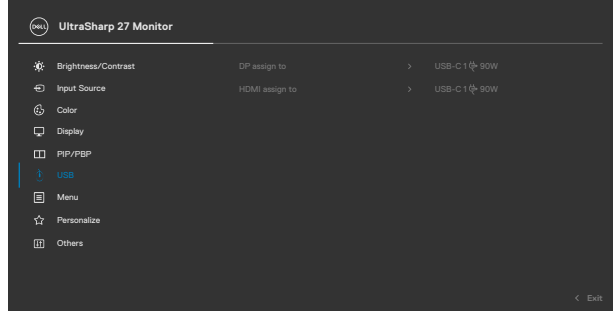 DELL UltraSharp 27 Monitor
Brightness/Contrast DP assign to > USB-C 1 90W
Input Source HDMI assign to > USB-C 1 90W
Color
Display
PIP/PBP
USB
Menu
Personalize
Others
< Exit